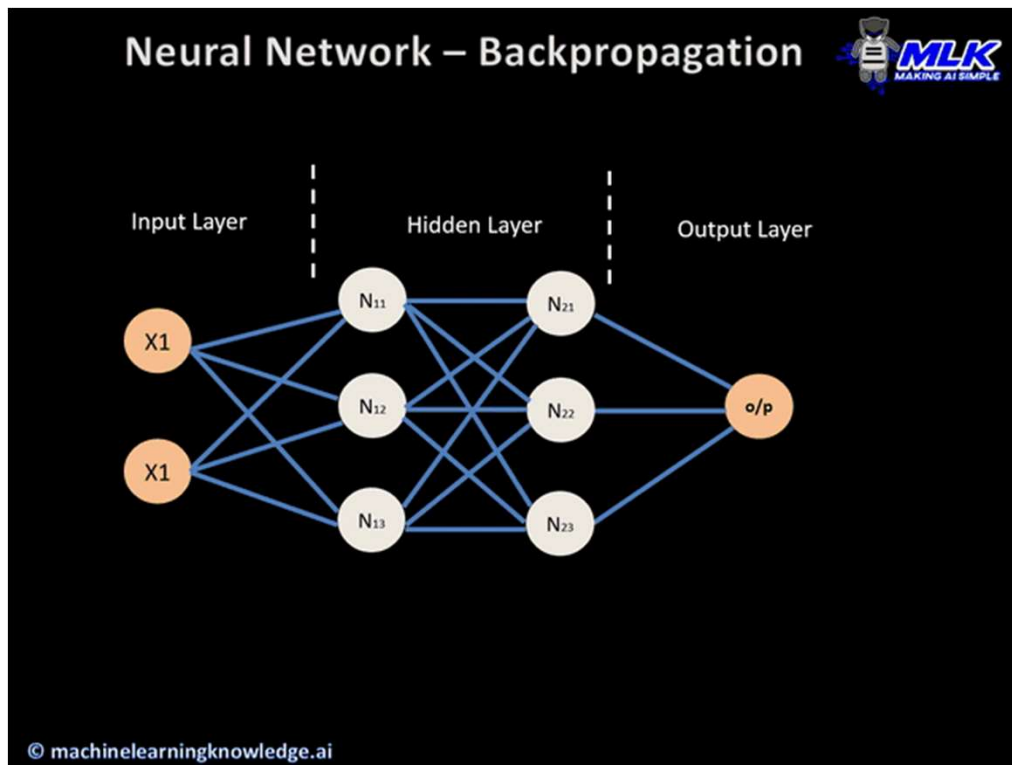 Neural Network – Backpropagation
MLK
MAKING AI SIMPLE
Input Layer
Hidden Layer
Output Layer
N₁₁
N₂₁
X1
N₁₂
N₂₂
o/p
X1
N₁₃
N₂₃
© machinelearningknowledge.ai